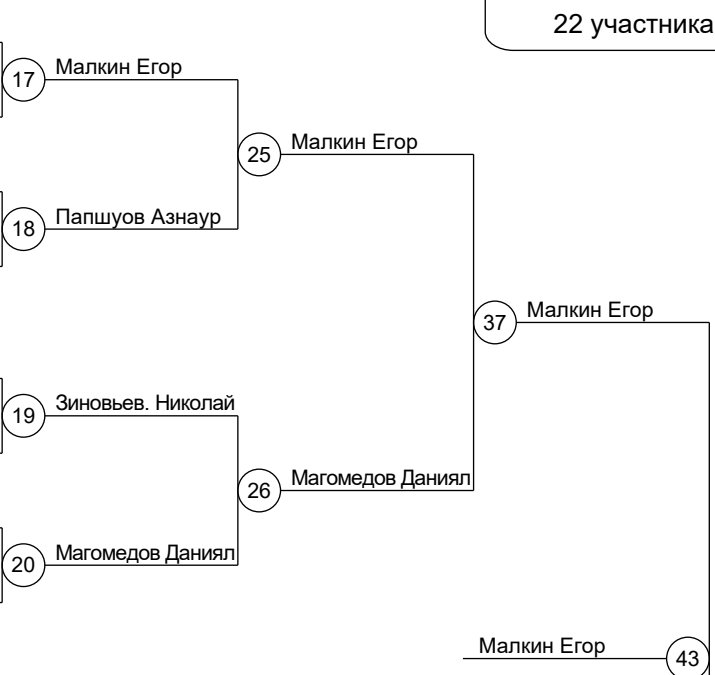 22 участника
17 Малкин Егор
25 Малкин Егор
18 Папшуов Азнаур
37 Малкин Егор
19 Зиновьев. Николай
26 Магомедов Даниял
20 Магомедов Даниял
Малкин Егор 43